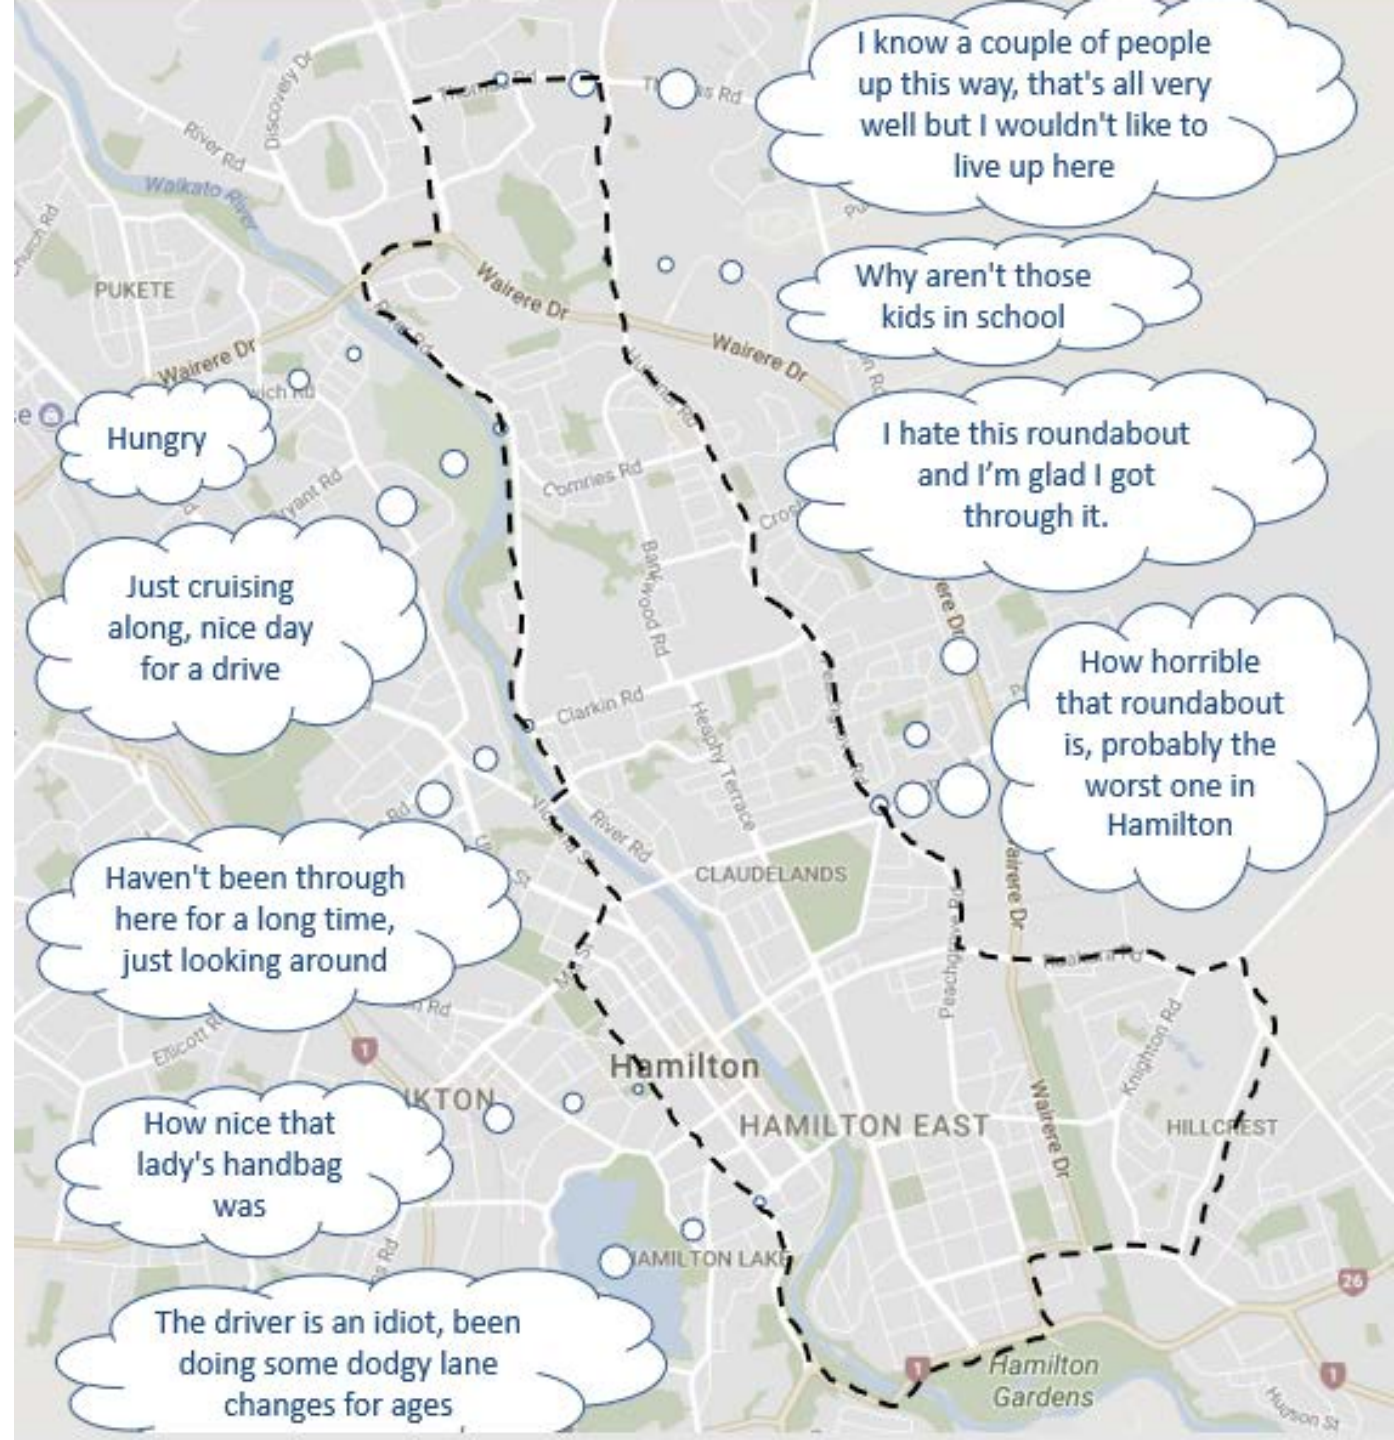 I know a couple of people
up this way, that's all very
well but I wouldn't like to
live up here
Why aren't those
kids in school
I hate this roundabout
and I'm glad I got
through it.
How horrible
that roundabout
is, probably the
worst one in
Hamilton
Hungry
Just cruising
along, nice day
for a drive
Haven't been through
here for a long time,
just looking around
How nice that
lady's handbag
was
The driver is an idiot, been
doing some dodgy lane
changes for ages
Discovery Dr
River Rd
Waikato River
PUKETE
Wairere Dr
Wairere Dr
Wairere Dr
Comries Rd
Bankwood Rd
Clarkin Rd
Heaphy Terrace
River Rd
CLAUDELANDS
Peachgrove Rd
Wairere Dr
Knighton Rd
HILLCREST
Hamilton
HAMILTON EAST
HAMILTON LAKE
Hamilton
Gardens
Hudson St
1
1
1
26